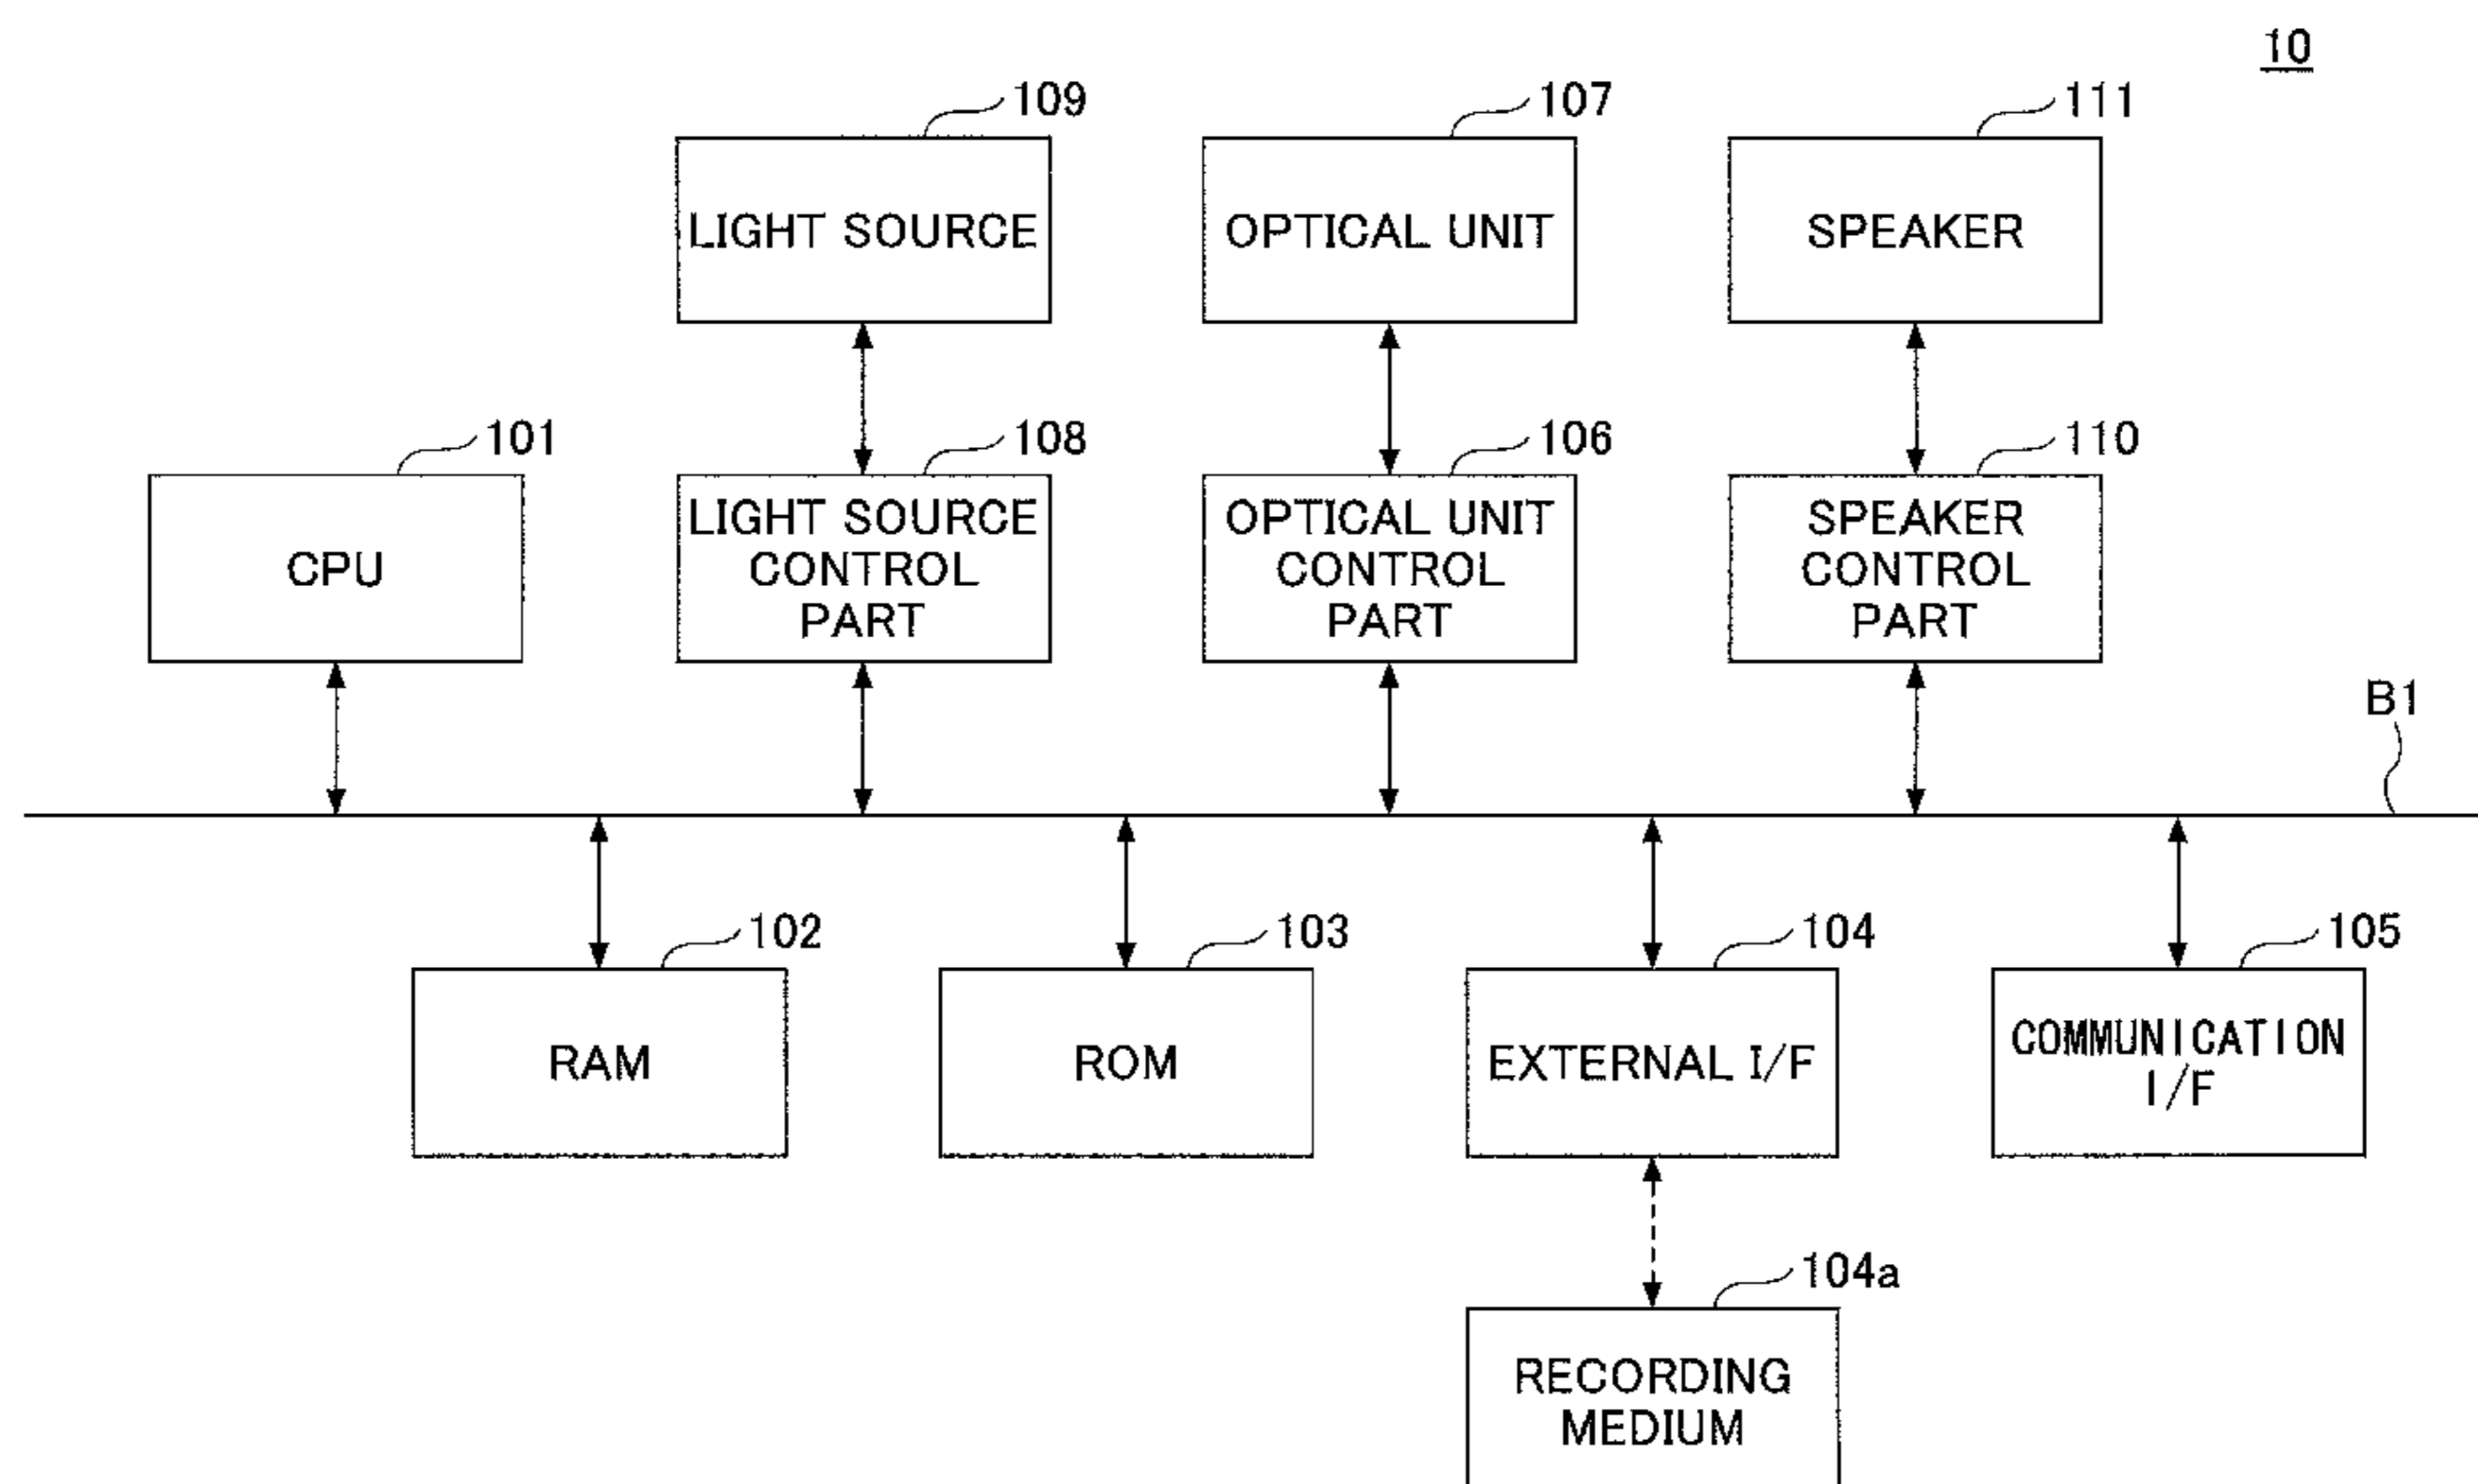 10
109
107
111
LIGHT SOURCE
OPTICAL UNIT
SPEAKER
101
108
106
110
CPU
LIGHT SOURCE
CONTROL
PART
OPTICAL UNIT
CONTROL
PART
SPEAKER
CONTROL
PART
B1
102
103
104
105
RAM
ROM
EXTERNAL I/F
COMMUNICATION
I/F
104a
RECORDING
MEDIUM